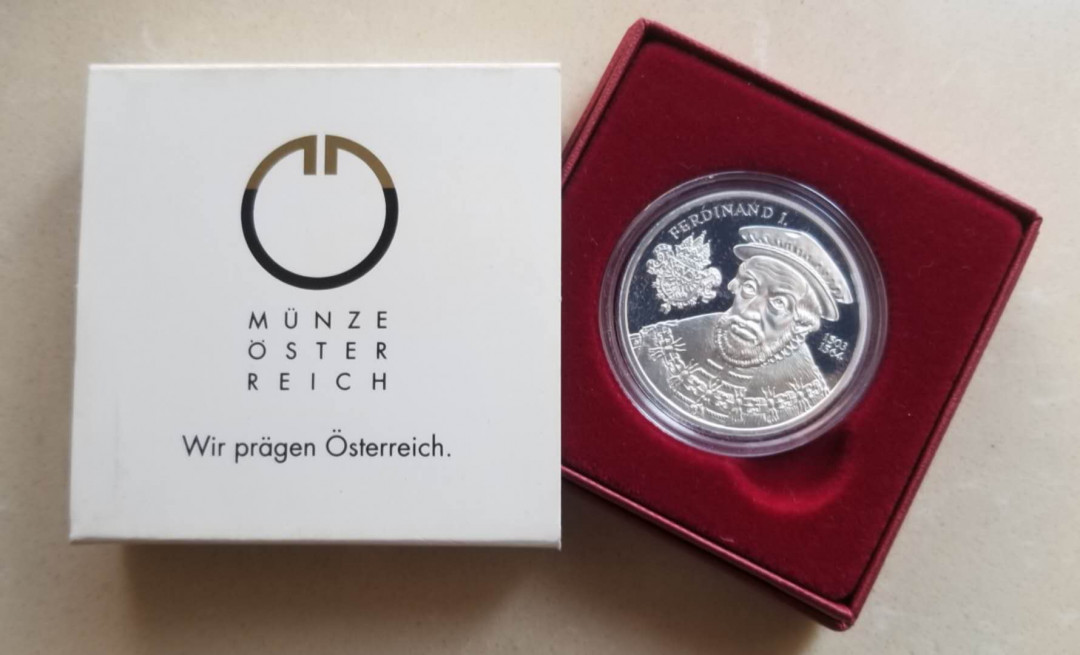 MÜNZE
ÖSTER
REICH
Wir prägen Österreich.
FERDINAND I.
1503
1564